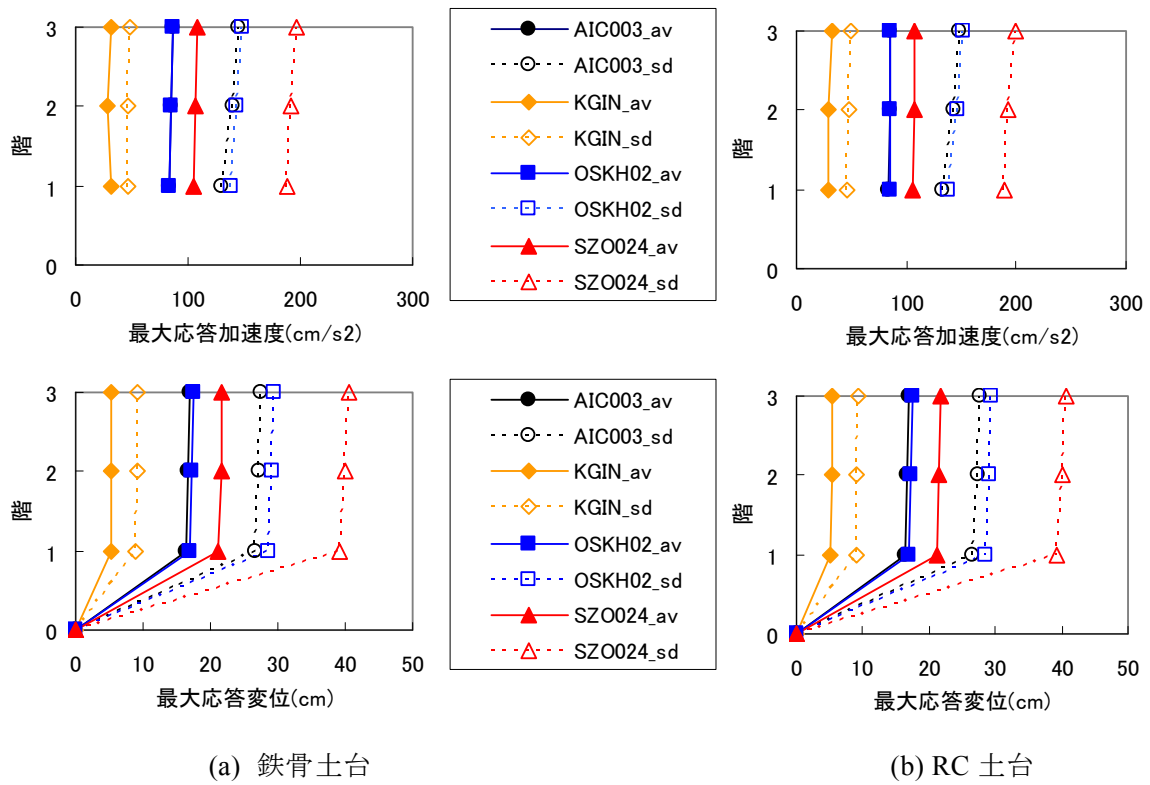 3
2
1
0
階
0
100
200
300
最大応答加速度(cm/s2)
AIC003_av
AIC003_sd
KGIN_av
KGIN_sd
OSKH02_av
OSKH02_sd
SZO024_av
SZO024_sd
3
2
1
0
階
0
100
200
300
最大応答加速度(cm/s2)
3
2
1
0
階
0
10
20
30
40
50
最大応答変位(cm)
AIC003_av
AIC003_sd
KGIN_av
KGIN_sd
OSKH02_av
OSKH02_sd
SZO024_av
SZO024_sd
3
2
1
0
階
0
10
20
30
40
50
最大応答変位(cm)
(a) 鉄骨土台
(b) RC 土台